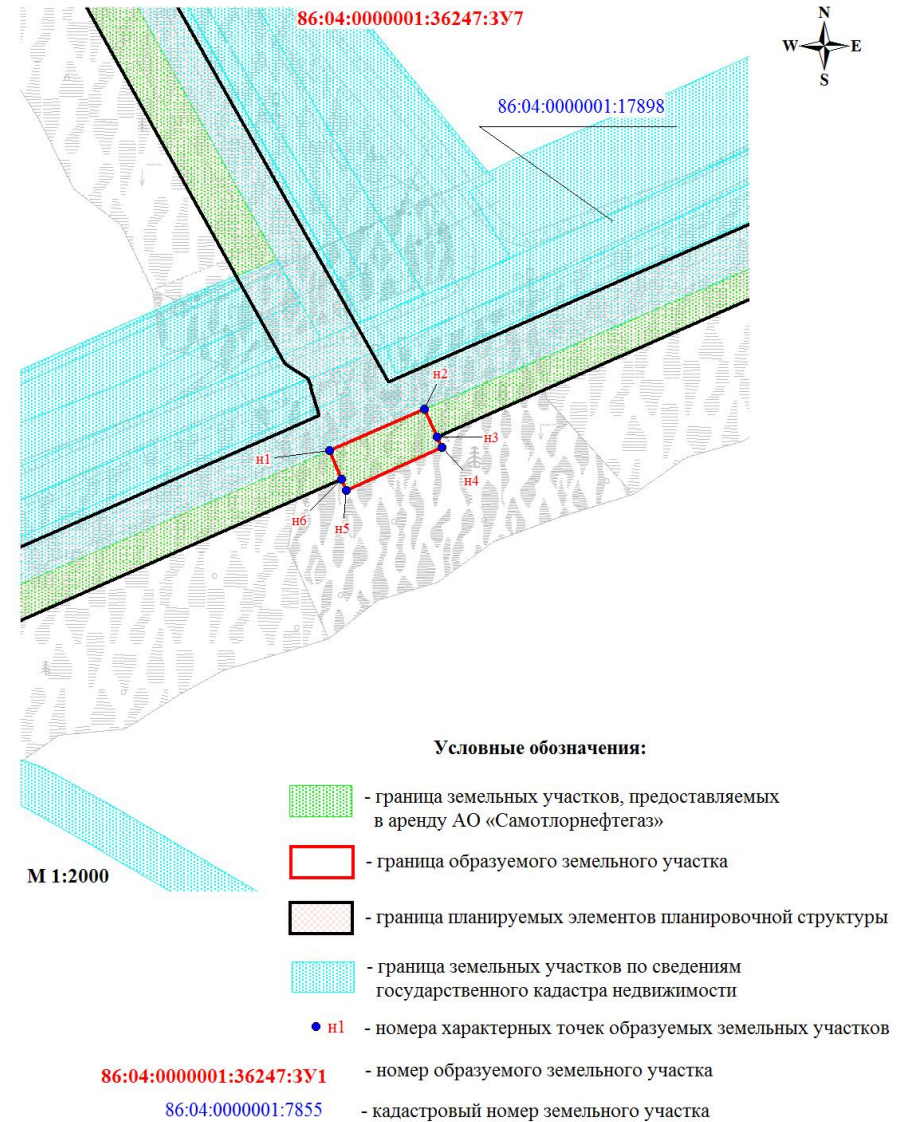 86:04:0000001:36247:ЗУ7
N
W E
S
86:04:0000001:17898
н2
н1
н3
н4
н6
н5
Условные обозначения:
- граница земельных участков, предоставляемых
в аренду АО «Самотлорнефтегаз»
- граница образуемого земельного участка
М 1:2000
- граница планируемых элементов планировочной структуры
- граница земельных участков по сведениям
государственного кадастра недвижимости
н1 - номера характерных точек образуемых земельных участков
86:04:0000001:36247:ЗУ1 - номер образуемого земельного участка
86:04:0000001:7855 - кадастровый номер земельного участка